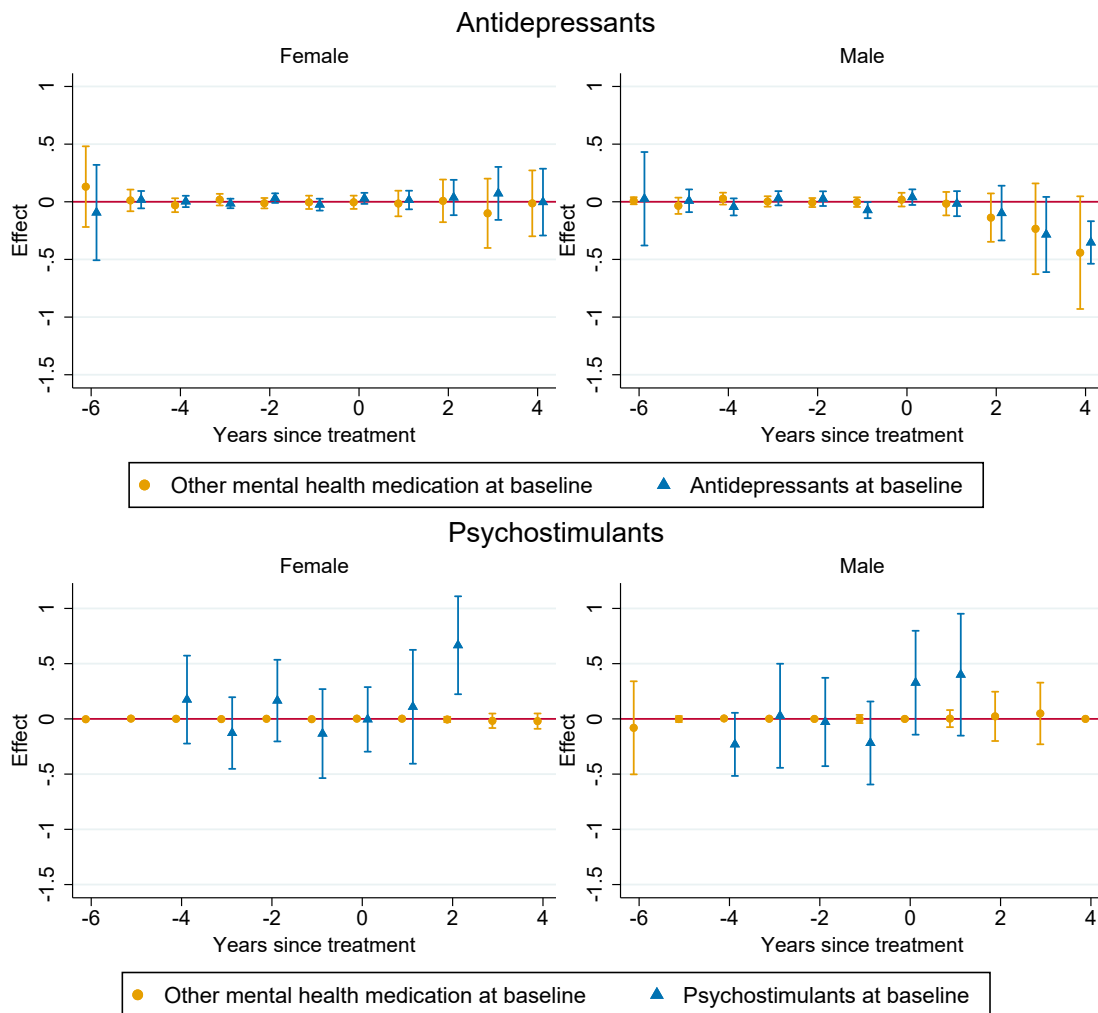 Antidepressants
Female
Male
Effect
1
.5
0
-.5
-1
-1.5
-6
-4
-2
0
2
4
Years since treatment
Effect
1
.5
0
-.5
-1
-1.5
-6
-4
-2
0
2
4
Years since treatment
Other mental health medication at baseline
Antidepressants at baseline
Psychostimulants
Female
Male
Effect
1
.5
0
-.5
-1
-1.5
-6
-4
-2
0
2
4
Years since treatment
Effect
1
.5
0
-.5
-1
-1.5
-6
-4
-2
0
2
4
Years since treatment
Other mental health medication at baseline
Psychostimulants at baseline